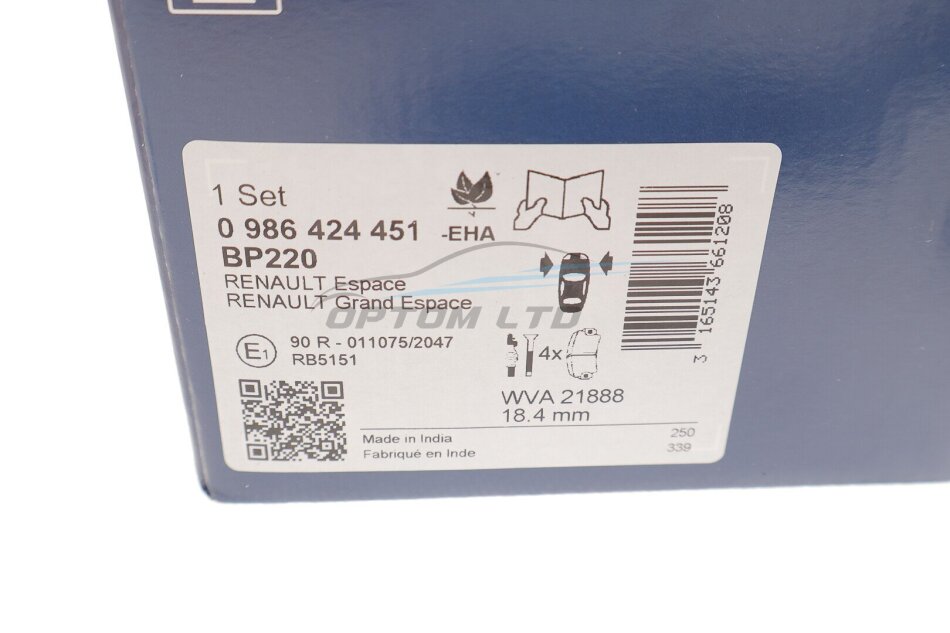 1 Set
0 986 424 451 -EHA
BP220
RENAULT Espace
RENAULT Grand Espace
OPTOM LTD
E1 90 R - 011075/2047
RB5151
4x
WVA 21888
18.4 mm
Made in India
Fabriqué en Inde
250
339
3 165143 661208